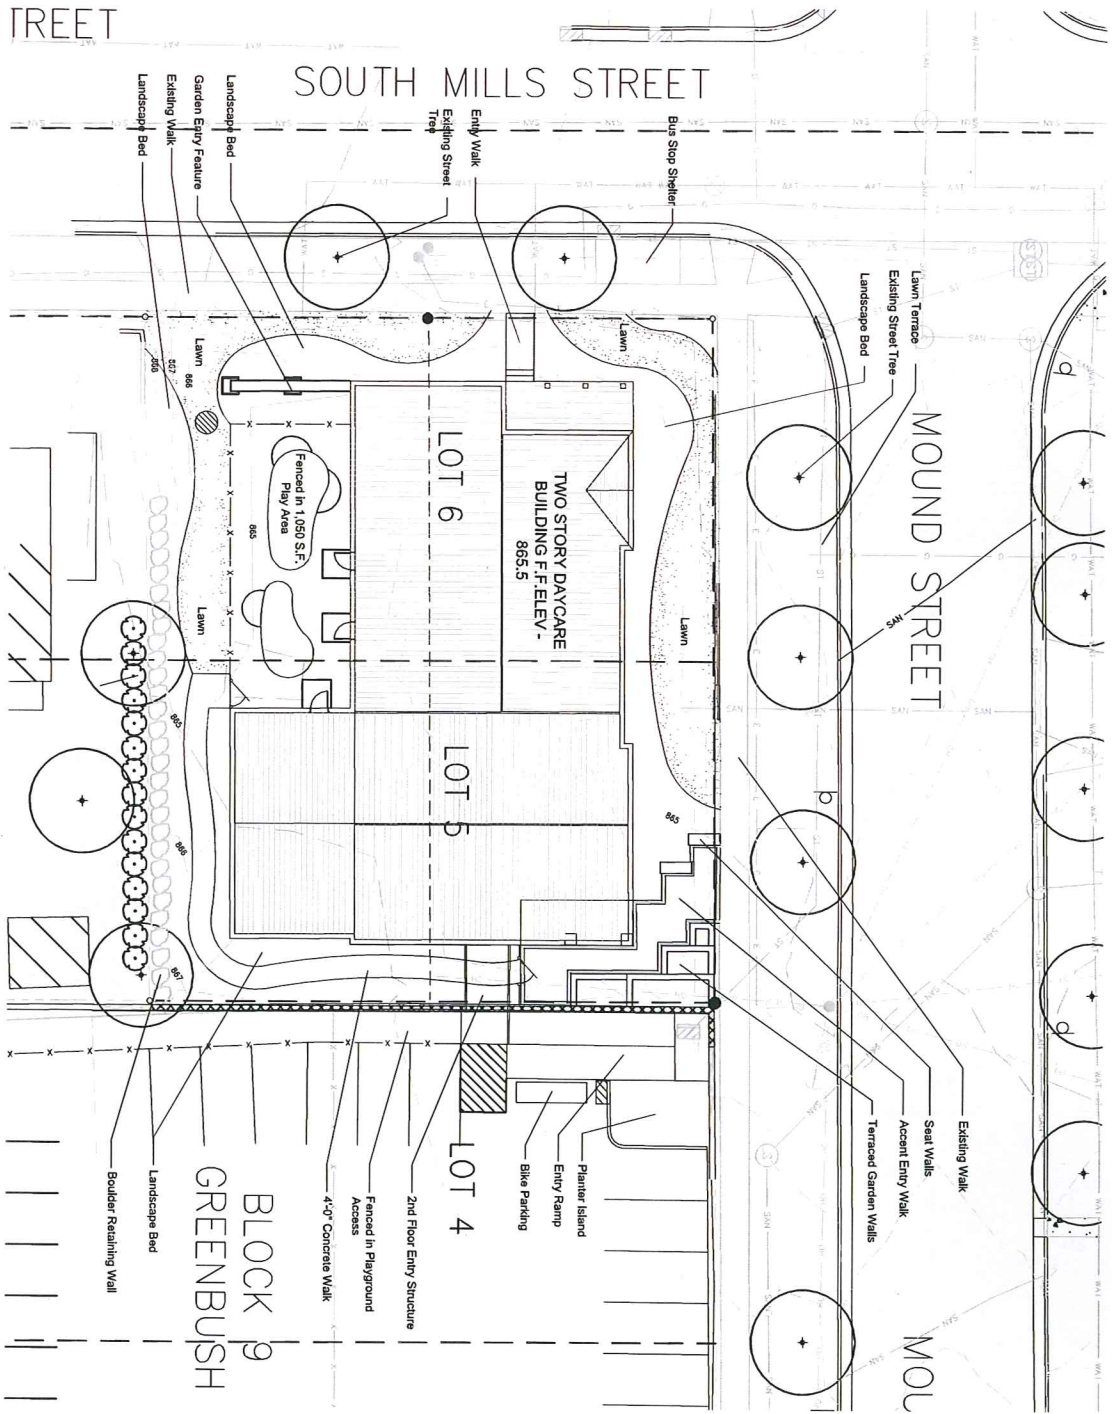 TREET
SOUTH MILLS STREET
Landscape Bed
Existing Walk
Garden Entry Feature
Landscape Bed
Existing Street
Tree
Entry Walk
Bus Stop Shelter
Lawn Terrace
Existing Street Tree
Landscape Bed
MOUND STREET
Lawn
Lawn
Lawn
Lawn
868
867
866
865
LOT 6
TWO STORY DAYCARE
BUILDING F.F.ELEV -
865.5
Fenced in 1,050 S.F.
Play Area
SAN
SAN
LOT 5
865
865
866
867
Existing Walk
Seat Walls
Accent Entry Walk
Terraced Garden Walls
Planter Island
Entry Ramp
Bike Parking
LOT 4
2nd Floor Entry Structure
Fenced in Playground
Access
4'-0" Concrete Walk
Landscape Bed
Boulder Retaining Wall
BLOCK 9
GREENBUSH
MOU